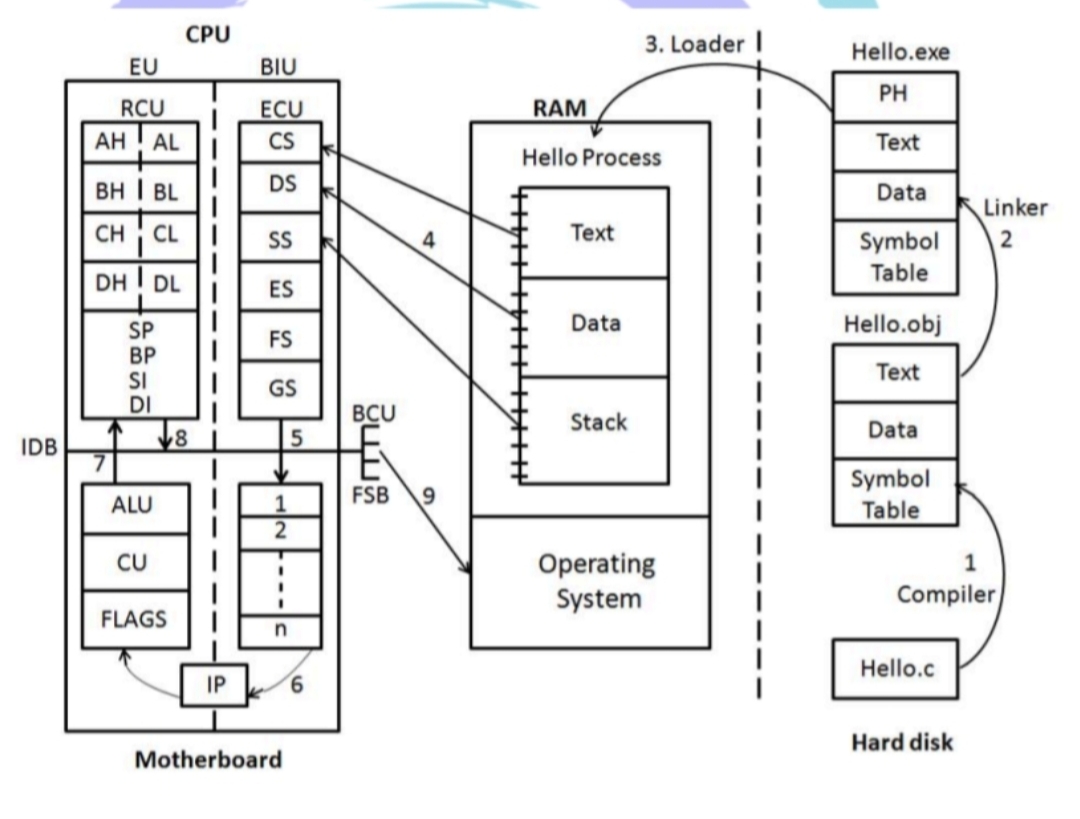 CPU
EU
BIU
RCU
ECU
AH
AL
BH
BL
CH
CL
DH
DL
SP
BP
SI
DI
CS
DS
SS
ES
FS
GS
IDB
7
8
5
BCU
FSB
9
ALU
CU
FLAGS
1
2
n
IP
6
Motherboard
3. Loader
RAM
Hello Process
Text
Data
Stack
4
Operating
System
Hello.exe
PH
Text
Data
Symbol
Table
Linker
2
Hello.obj
Text
Data
Symbol
Table
1
Compiler
Hello.c
Hard disk